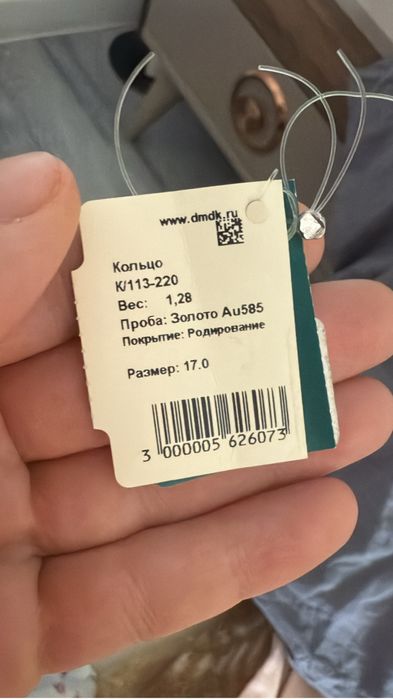 www.dmdk.ru
Кольцо
К/113-220
Вес: 1,28
Проба: Золото Au585
Покрытие: Родирование
Размер: 17.0
3 000005 626073